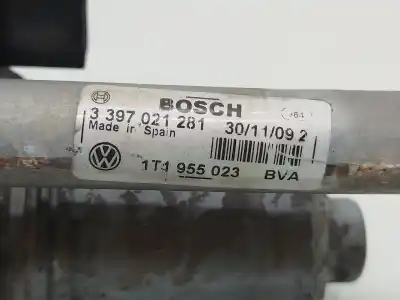 BOSCH
3 397 021 281 30/11/09 2
Made in Spain
1T1 955 023 BVA